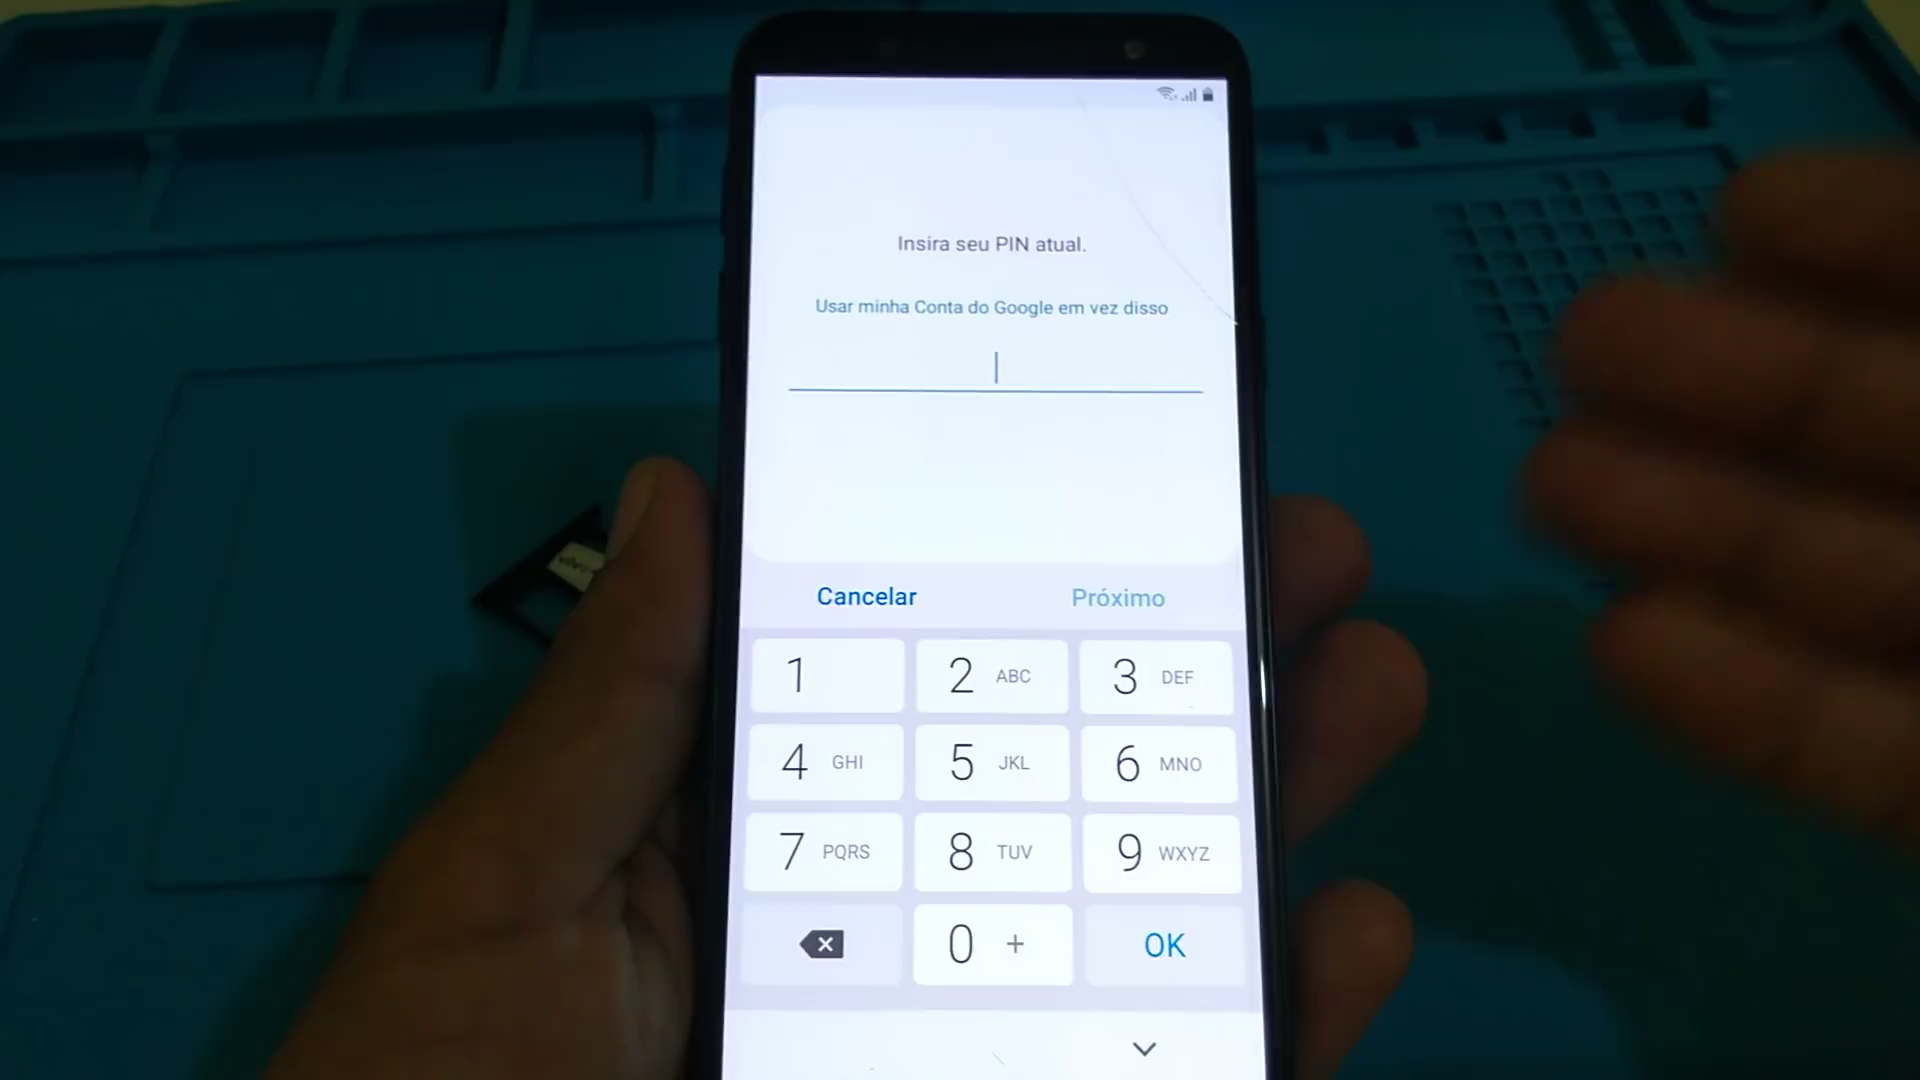 Insira seu PIN atual.
Usar minha Conta do Google em vez disso
Cancelar
Próximo
1
2 ABC
3 DEF
4 GHI
5 JKL
6 MNO
7 PQRS
8 TUV
9 WXYZ
0 +
OK